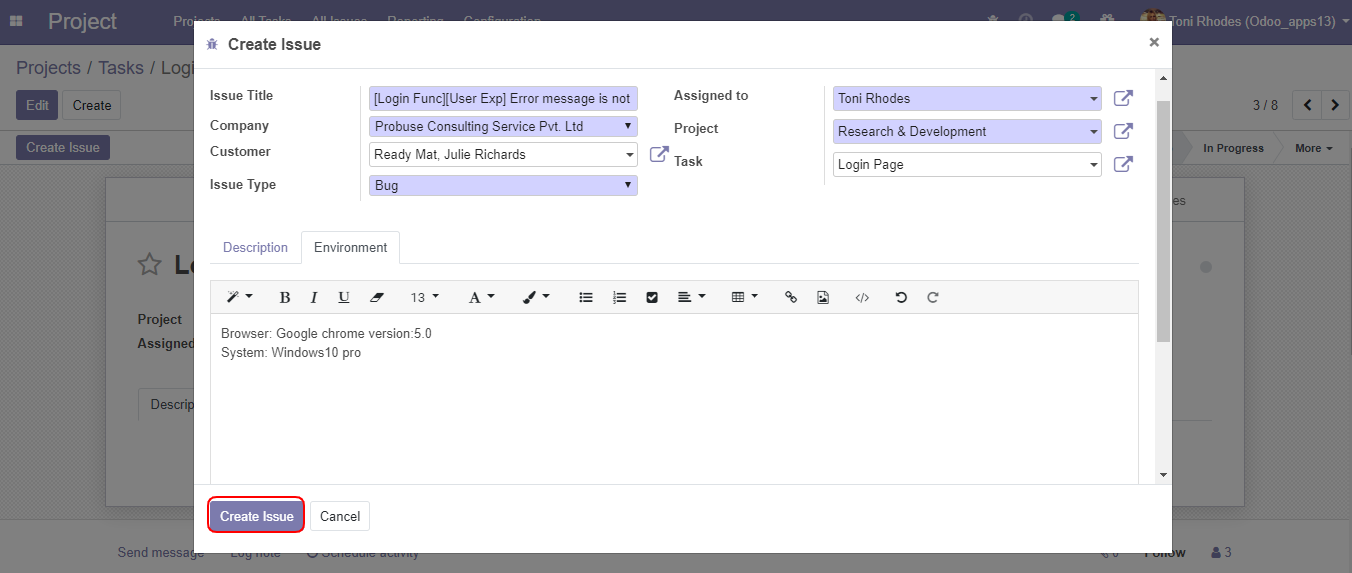 Project
Projects All Tasks All Issues Reporting Configuration
2
Toni Rhodes (Odoo_apps13)
Projects / Tasks / Logi
Edit
Create
3 / 8
Create Issue
In Progress
More
Create Issue
×
Issue Title
[Login Func][User Exp] Error message is not
Company
Probuse Consulting Service Pvt. Ltd
Customer
Ready Mat, Julie Richards
Issue Type
Bug
Assigned to
Toni Rhodes
Project
Research & Development
Task
Login Page
Description
Environment
B I U 13 A </>
Browser: Google chrome version:5.0
System: Windows10 pro
Create Issue
Cancel
Project
Assigned
Descrip
Send message Log note Schedule activity
0
Follow
3